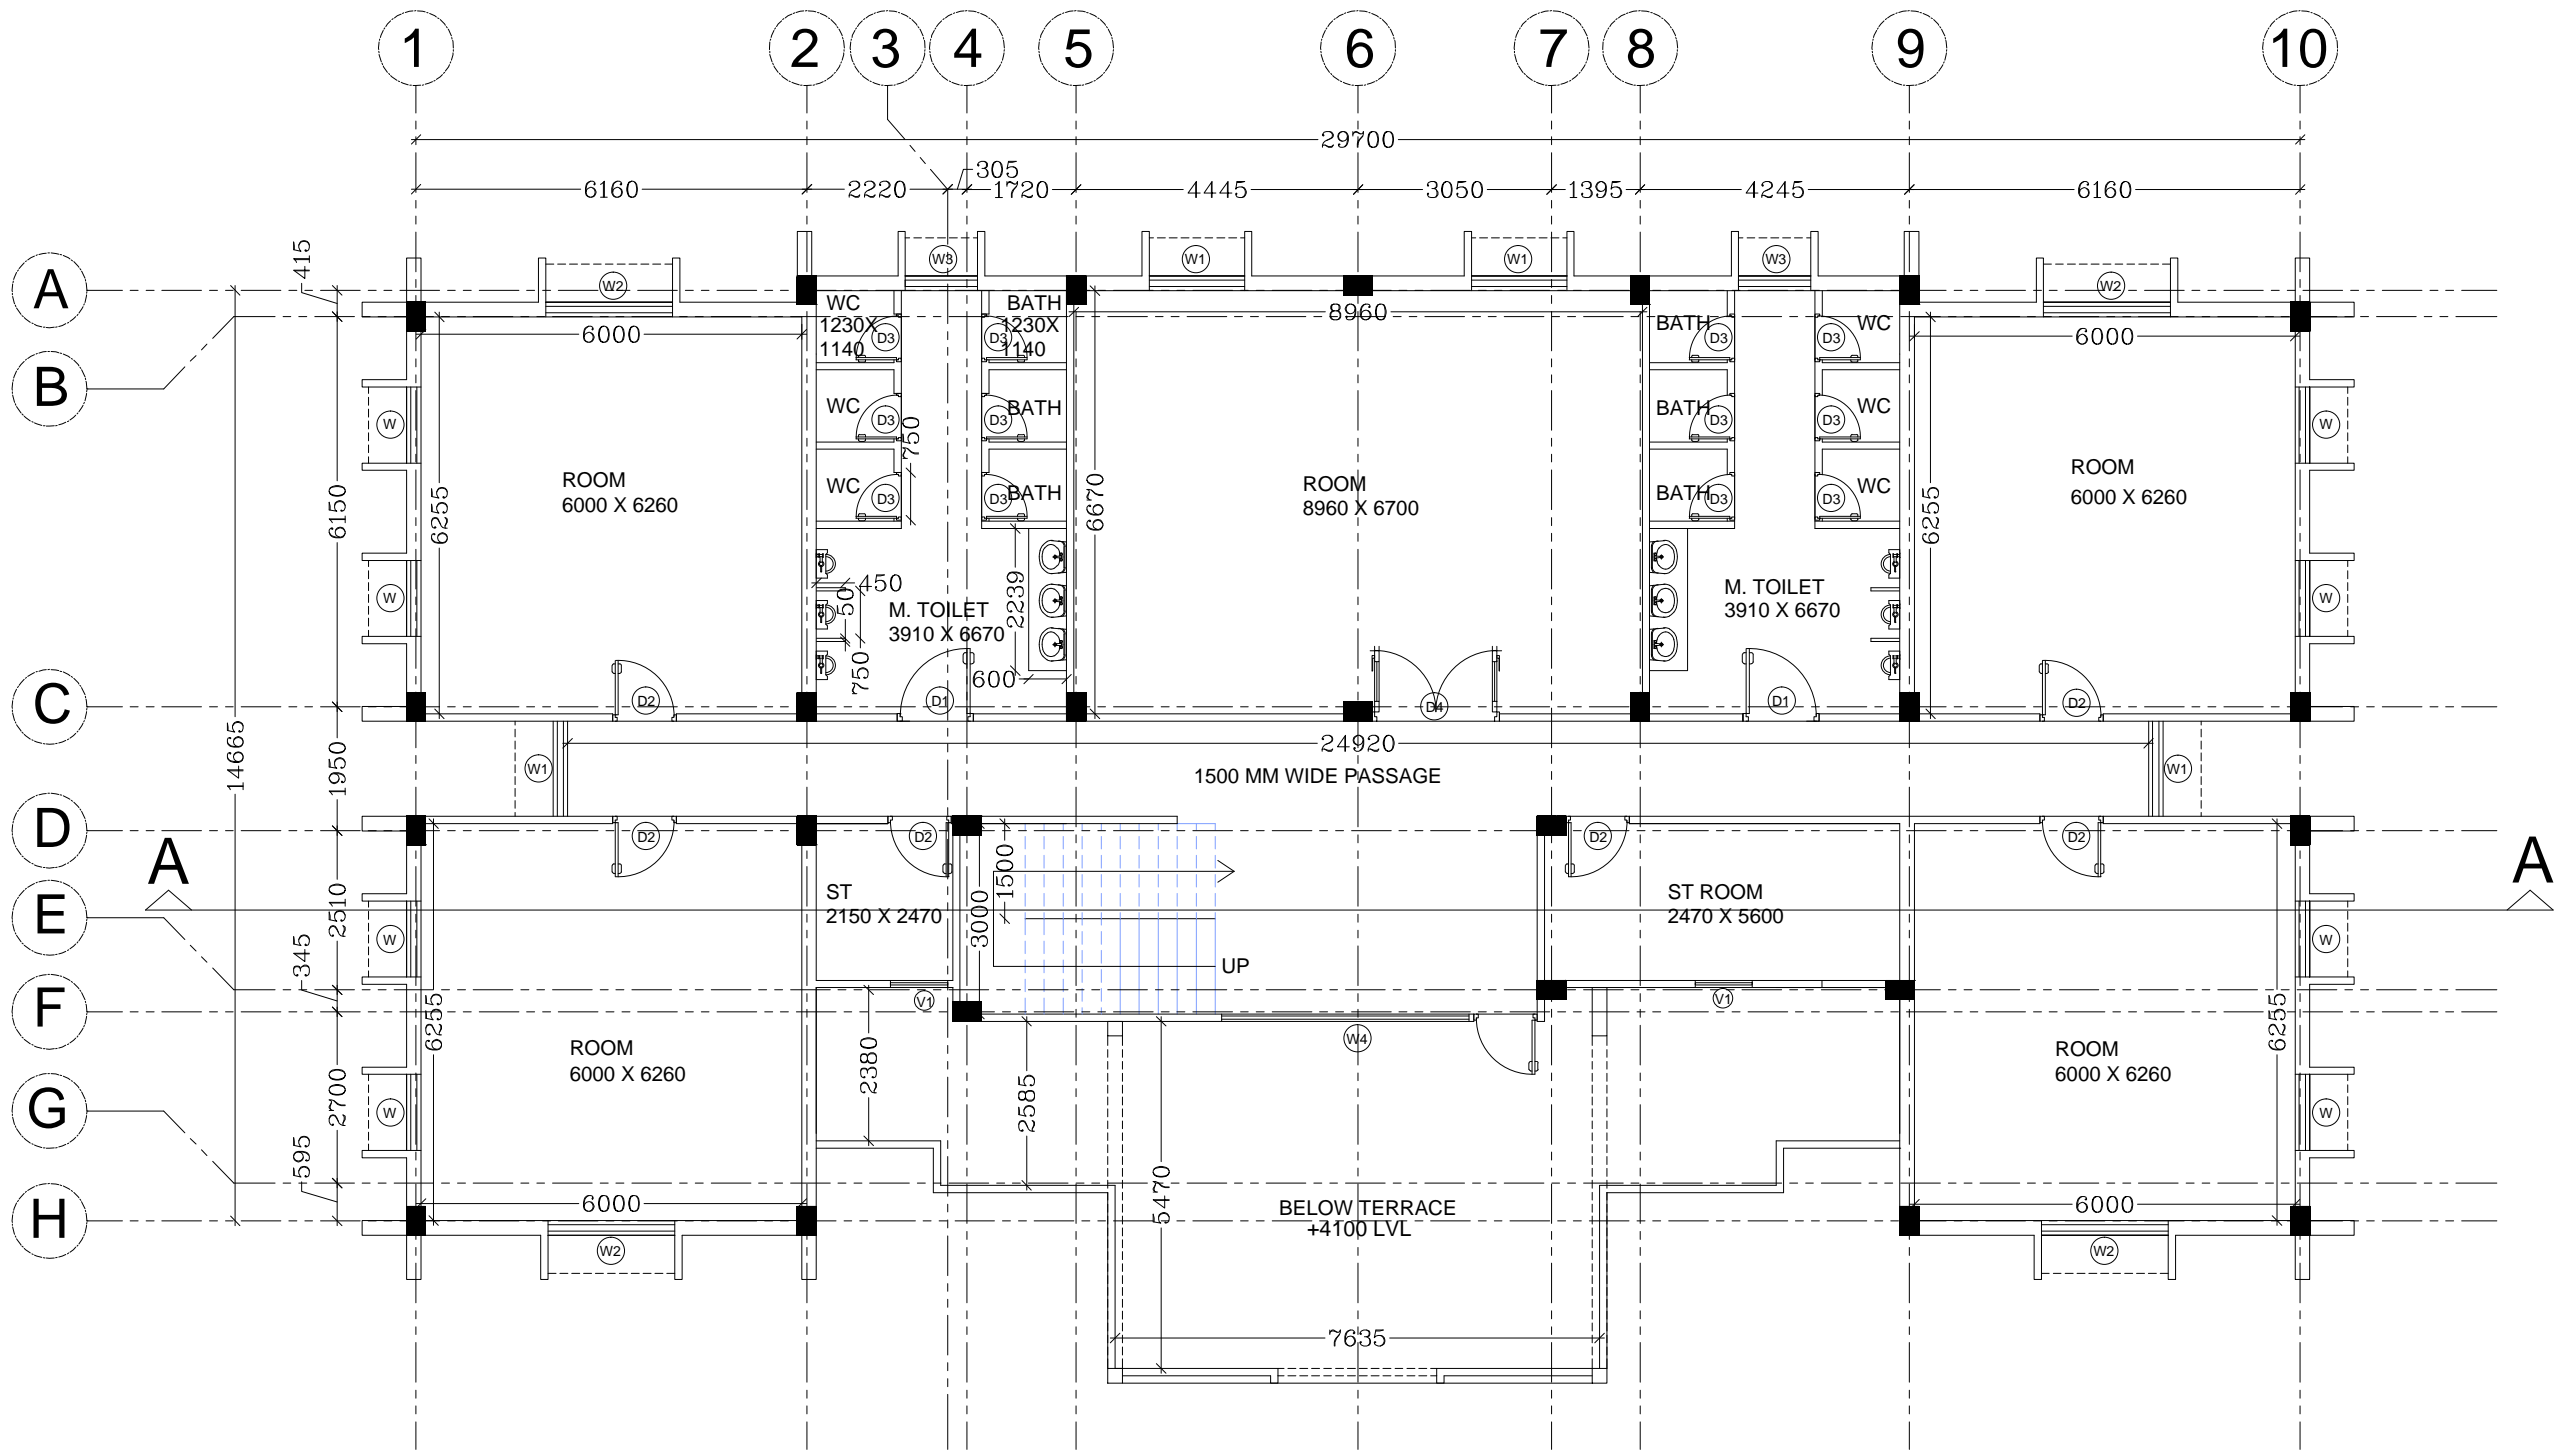 1 2 3 4 5 6 7 8 9 10
29700
305
6160 2220 1720 4445 3050 1395 4245 6160
415
A
W3 W1 W1 W3
W2 W2
WC BATH
1230X 1230X
1140 1140
D3 D3
8960
BATH D3 D3 WC
6000 6000
B
W W
WC D3 D3 BATH
BATH D3 D3 WC
750
ROOM
6000 X 6260
ROOM
8960 X 6700
ROOM
6000 X 6260
WC D3 D3 BATH
BATH D3 D3 WC
6150
6255
6670
6255
W W
450
750
750
2239
600
M. TOILET
3910 X 6670
M. TOILET
3910 X 6670
C
D2 D1 D4 D1 D2
14665
1950
24920
W1 W1
1500 MM WIDE PASSAGE
D
D2 D2 D2 D2
A A
1500
3000
ST
2150 X 2470
ST ROOM
2470 X 5600
E
2510
W W
345
UP
F
V1 V1
6255
6255
W4
ROOM
6000 X 6260
ROOM
6000 X 6260
2380
2585
G
2700
W W
595
5470
6000 6000
H
BELOW TERRACE
+4100 LVL
W2 W2
7635